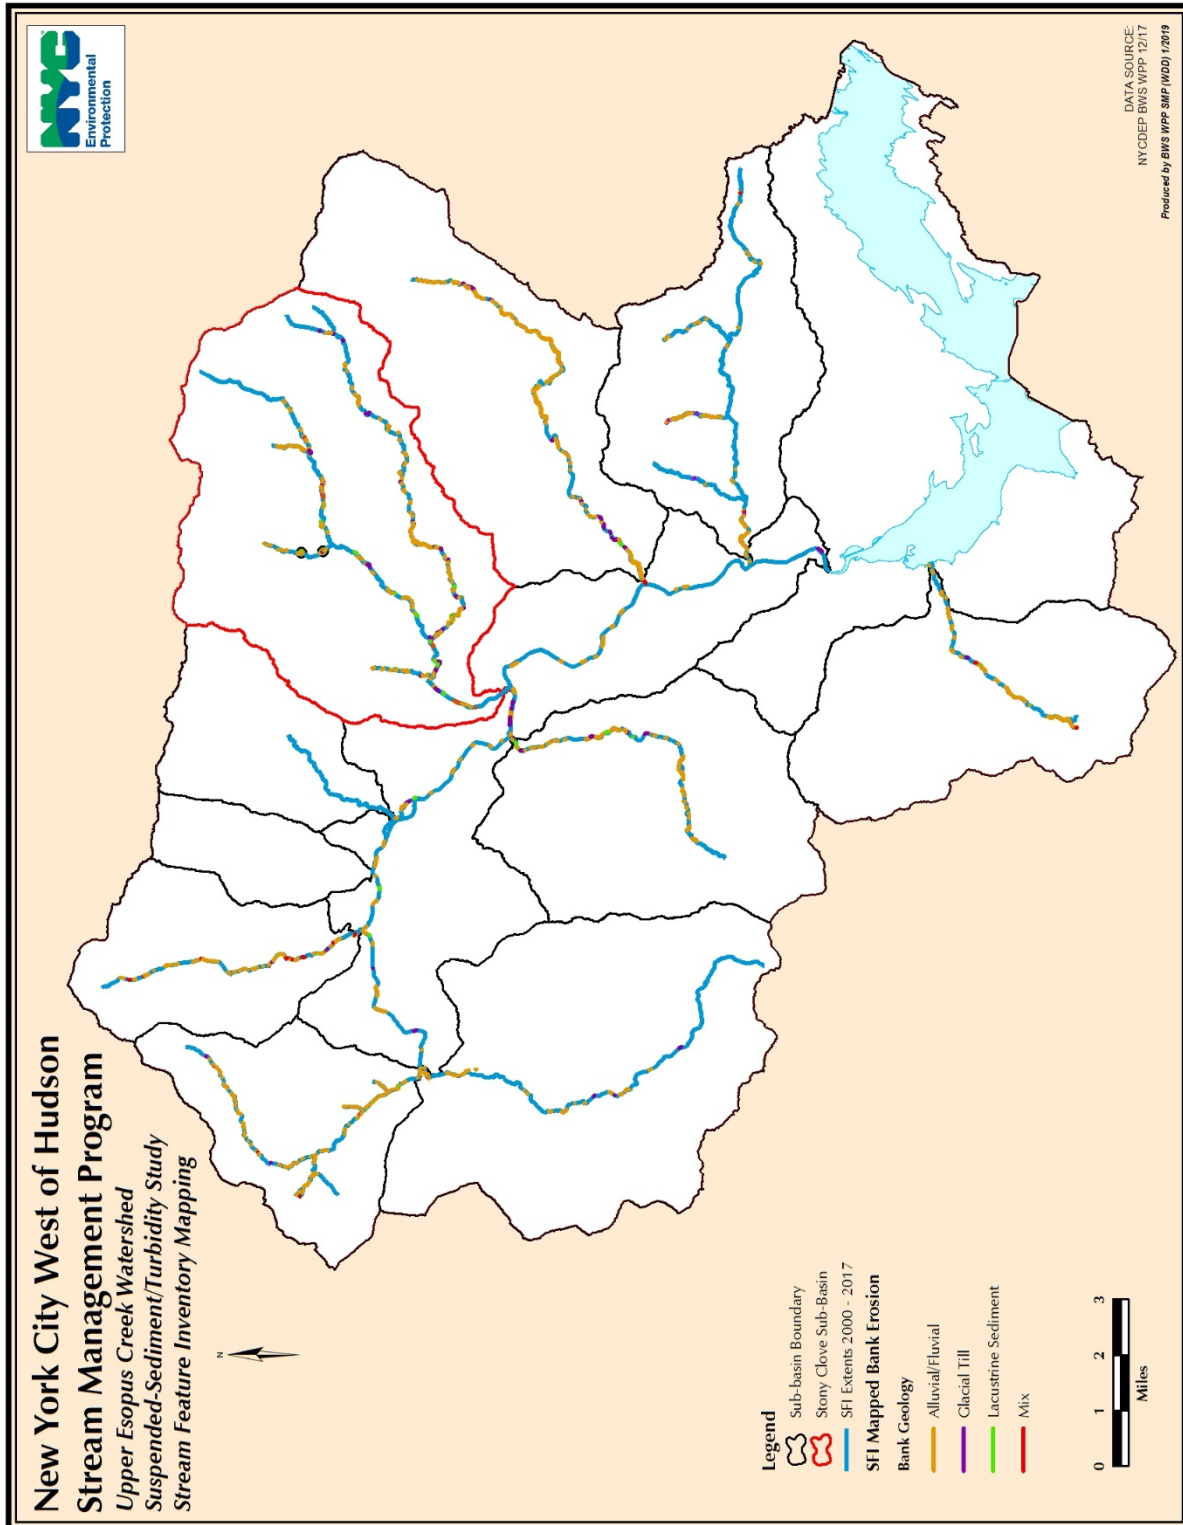 New York City West of Hudson
Stream Management Program
Upper Esopus Creek Watershed
Suspended-Sediment/Turbidity Study
Stream Feature Inventory Mapping
NYC
Environmental
Protection
N
Legend
Sub-basin Boundary
Stony Clove Sub-Basin
SFI Extents 2000 - 2017
SFI Mapped Bank Erosion
Bank Geology
Alluvial/Fluvial
Glacial Till
Lacustrine Sediment
Mix
0 1 2 3
Miles
DATA SOURCE:
NYCDEP BWS WPP 12/17
Produced by BWS WPP SMP (WDD) 1/2019